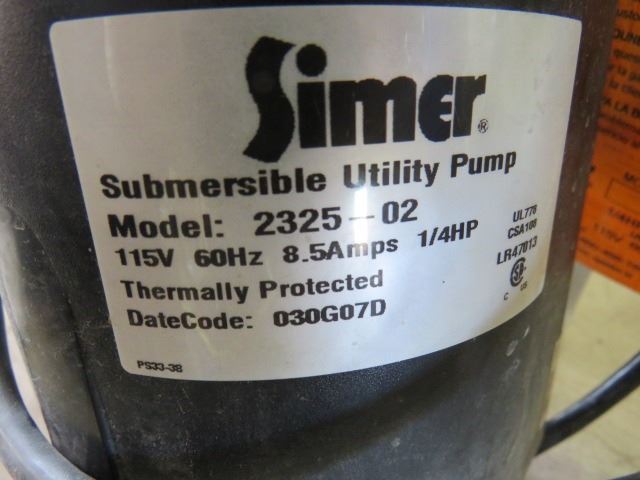 Simer®
Submersible Utility Pump
Model: 2325-02
115V 60Hz 8.5Amps 1/4HP
Thermally Protected
DateCode: 030G07D
UL778
CSA108
LR47013
C US
PS33-38